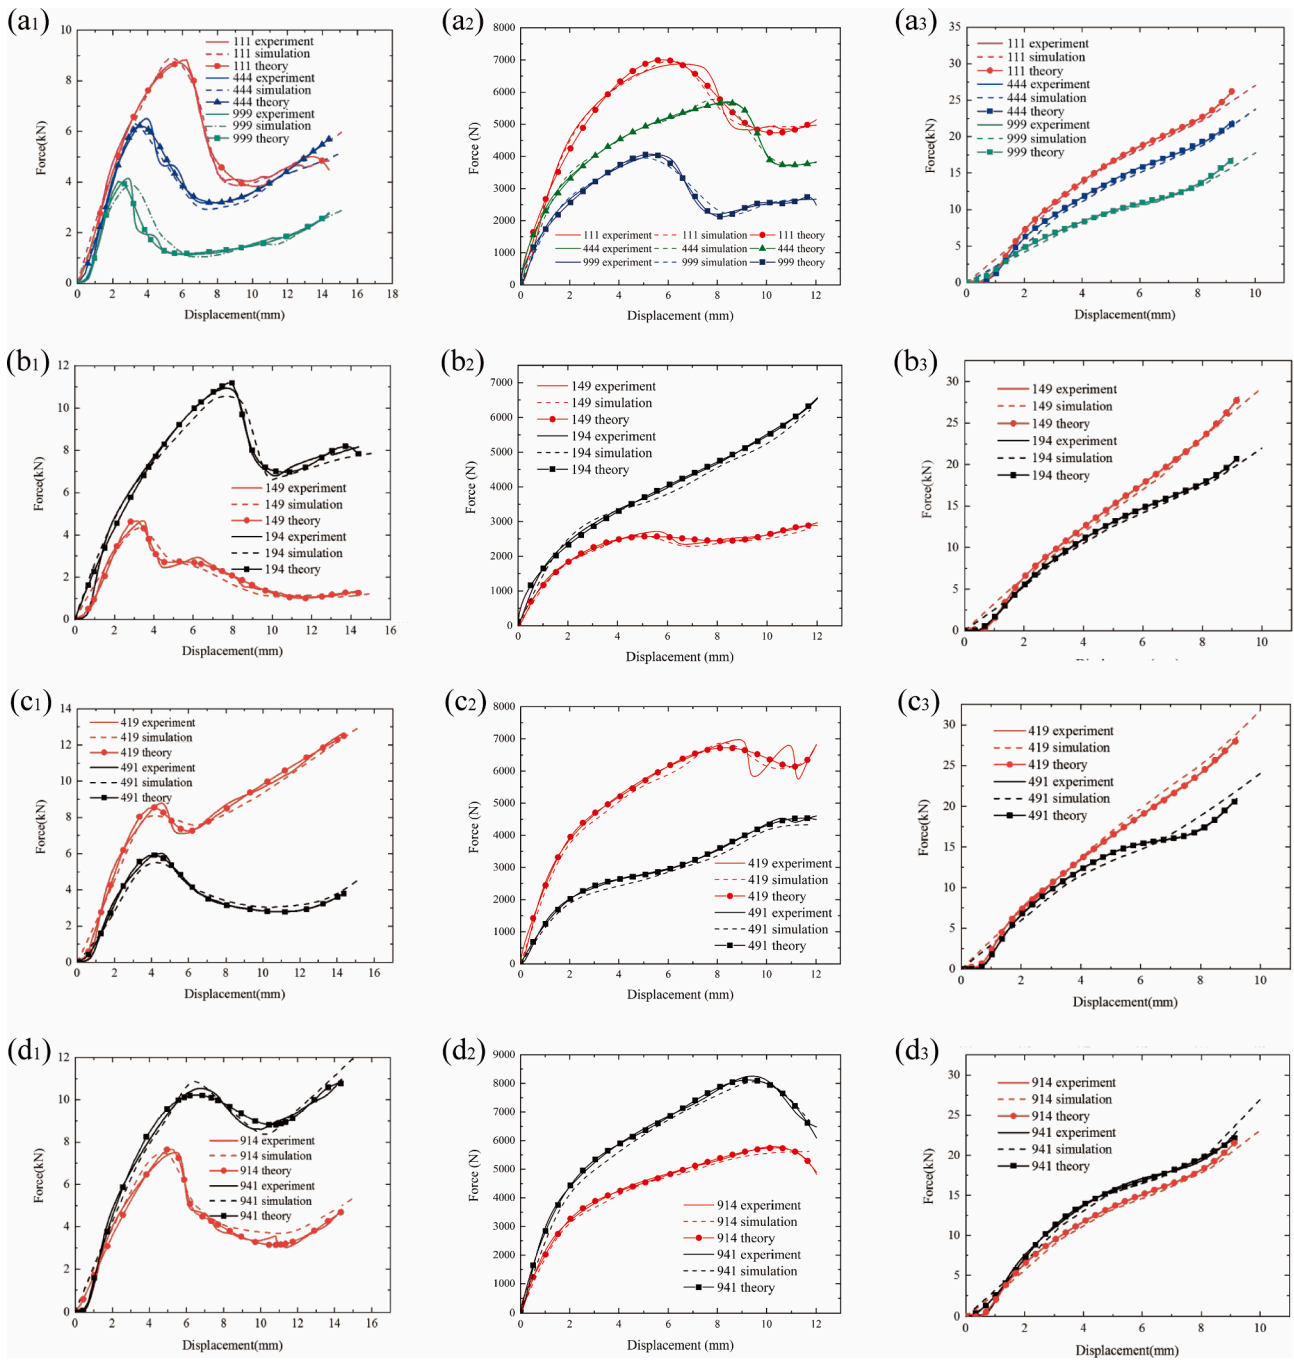 (a1)
10
8
6
4
2
0
Force(kN)
111 experiment
111 simulation
111 theory
444 experiment
444 simulation
444 theory
999 experiment
999 simulation
999 theory
0 2 4 6 8 10 12 14 16 18
Displacement(mm)
(a2)
8000
7000
6000
5000
4000
3000
2000
1000
0
Force (N)
111 experiment 111 simulation 111 theory
444 experiment 444 simulation 444 theory
999 experiment 999 simulation 999 theory
0 2 4 6 8 10 12
Displacement (mm)
(a3)
35
30
25
20
15
10
5
0
Force(kN)
111 experiment
111 simulation
111 theory
444 experiment
444 simulation
444 theory
999 experiment
999 simulation
999 theory
0 2 4 6 8 10
Displacement(mm)
(b1)
12
11
10
8
7
6
4
2
1
0
Force(kN)
149 experiment
149 simulation
149 theory
194 experiment
194 simulation
194 theory
0 2 4 6 8 10 12 14 16
Displacement(mm)
(b2)
7000
6000
5000
4000
3000
2000
1000
0
Force (N)
149 experiment
149 simulation
149 theory
194 experiment
194 simulation
194 theory
0 2 4 6 8 10 12
Displacement (mm)
(b3)
30
25
20
15
10
5
0
Force(kN)
149 experiment
149 simulation
149 theory
194 experiment
194 simulation
194 theory
0 2 4 6 8 10
(c1)
14
13
12
10
8
6
4
3
2
0
Force(kN)
419 experiment
419 simulation
419 theory
491 experiment
491 simulation
491 theory
0 2 4 6 8 10 12 14 16
Displacement(mm)
(c2)
8000
7000
6000
5000
4000
3000
2000
1000
0
Force (N)
419 experiment
419 simulation
419 theory
491 experiment
491 simulation
491 theory
0 2 4 6 8 10 12
Displacement (mm)
(c3)
30
25
20
15
10
5
0
Force(kN)
419 experiment
419 simulation
419 theory
491 experiment
491 simulation
491 theory
0 2 4 6 8 10
Displacement(mm)
(d1)
12
10
8
6
4
2
0
Force(kN)
914 experiment
914 simulation
914 theory
941 experiment
941 simulation
941 theory
0 2 4 6 8 10 12 14 16
Displacement(mm)
(d2)
9000
8000
7000
6000
5000
4000
3000
2000
1000
0
Force (N)
914 experiment
914 simulation
914 theory
941 experiment
941 simulation
941 theory
0 2 4 6 8 10 12
Displacement (mm)
(d3)
30
25
20
15
10
5
0
Force(kN)
914 experiment
914 simulation
914 theory
941 experiment
941 simulation
941 theory
0 2 4 6 8 10
Displacement(mm)